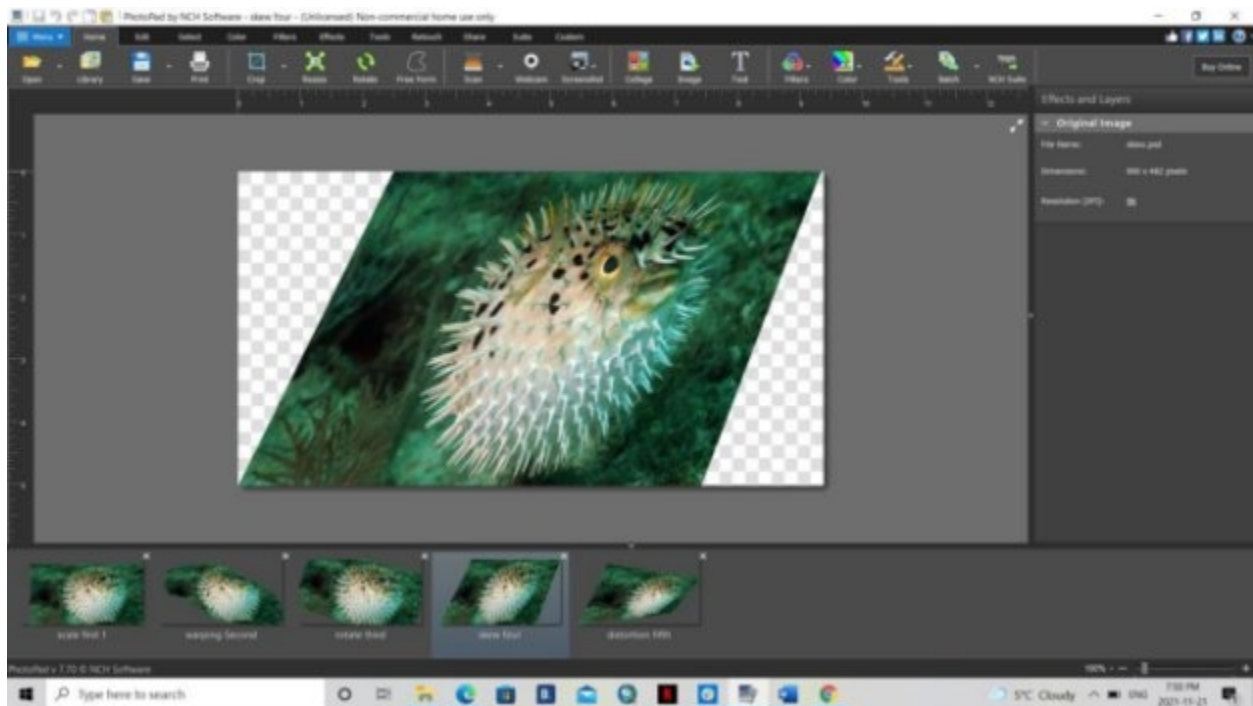 PhotoPad by NCH Software - skew four - (Unlicensed) Non-commercial home use only
Menu Home Edit Select Color Filters Effects Tools Retouch Share Suite Custom
Open Library Save Print Crop Resize Rotate Free Form Scan Webcam Screenshot Collage Image Text Filters Color Tools Batch NCH Suite Buy Online
Effects and Layers
Original Image
File Name: skew.psd
Dimensions: pixels
Resolution (DPI):
scale first 1 warping Second rotate third skew four distortion fifth
PhotoPad v 7.70 © NCH Software 100%
Type here to search 5°C Cloudy ENG 7:50 PM
2021-11-21